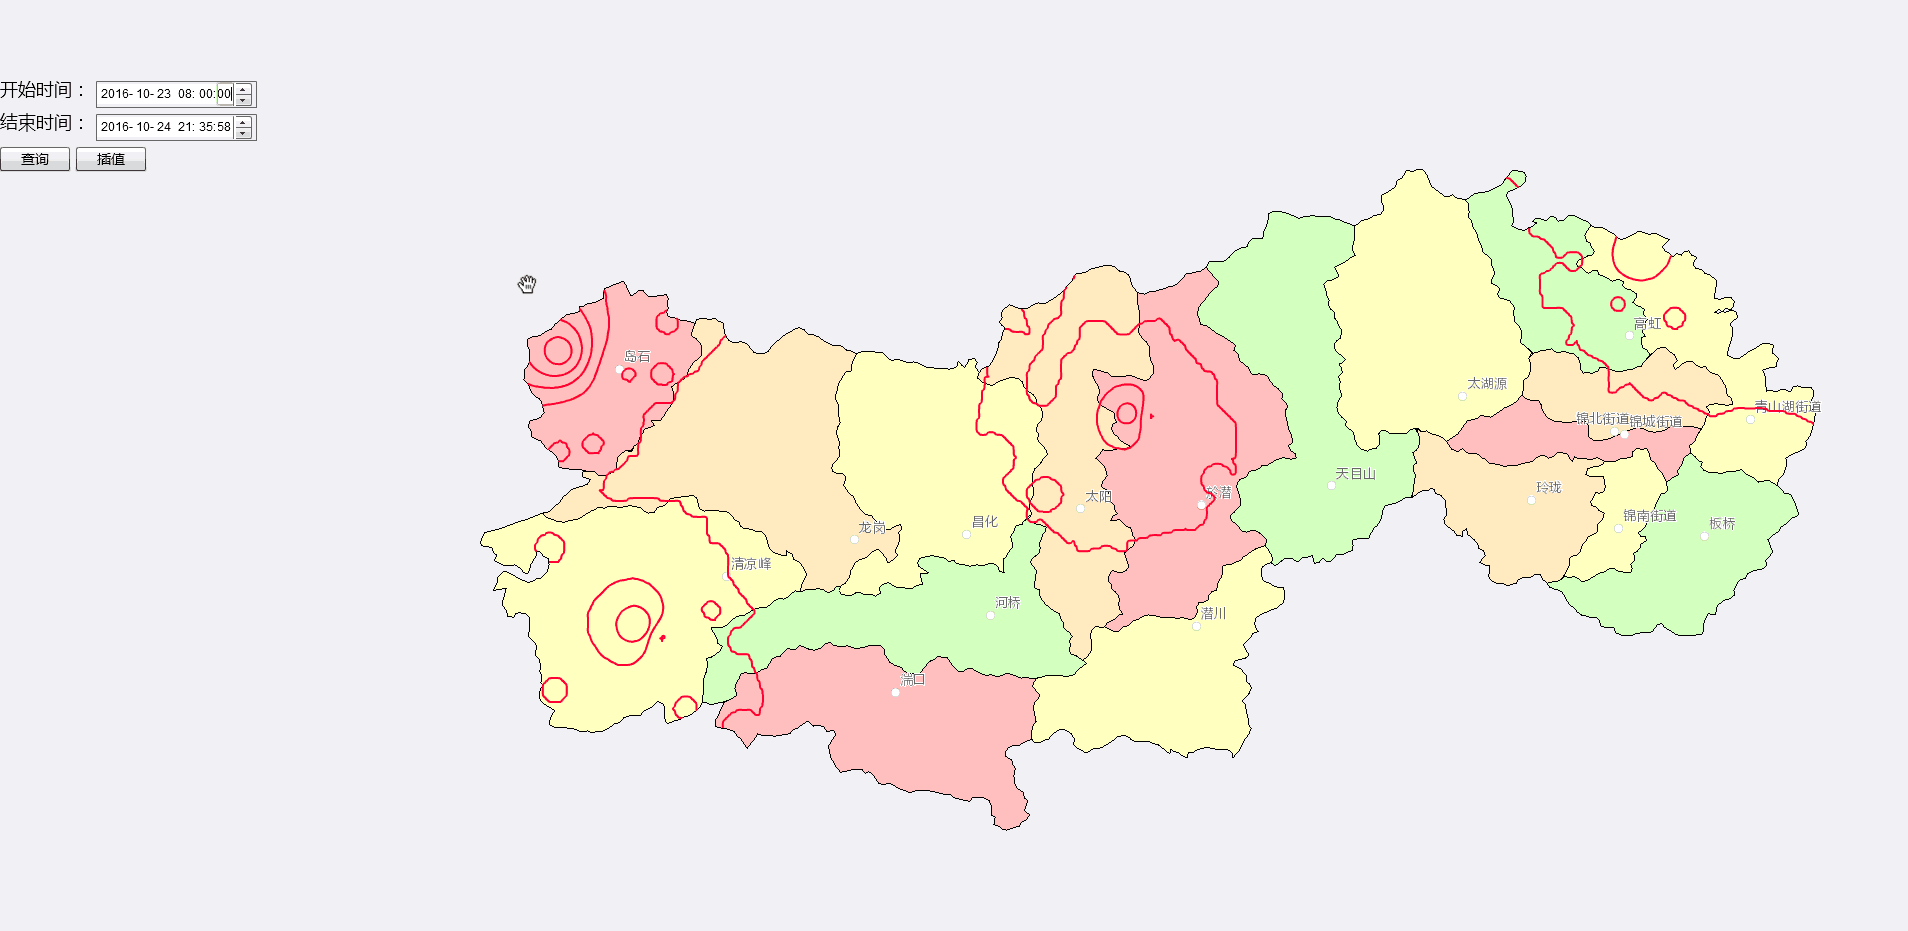 开始时间： 2016- 10- 23 08: 00:00
结束时间： 2016- 10- 24 21: 35:58
查询 插值
高虹
岛石
太湖源
青山湖街道
锦北街道 锦城街道
天目山
玲珑
於潜
太阳
锦南街道
昌化
板桥
龙岗
清凉峰
河桥
潜川
湍口